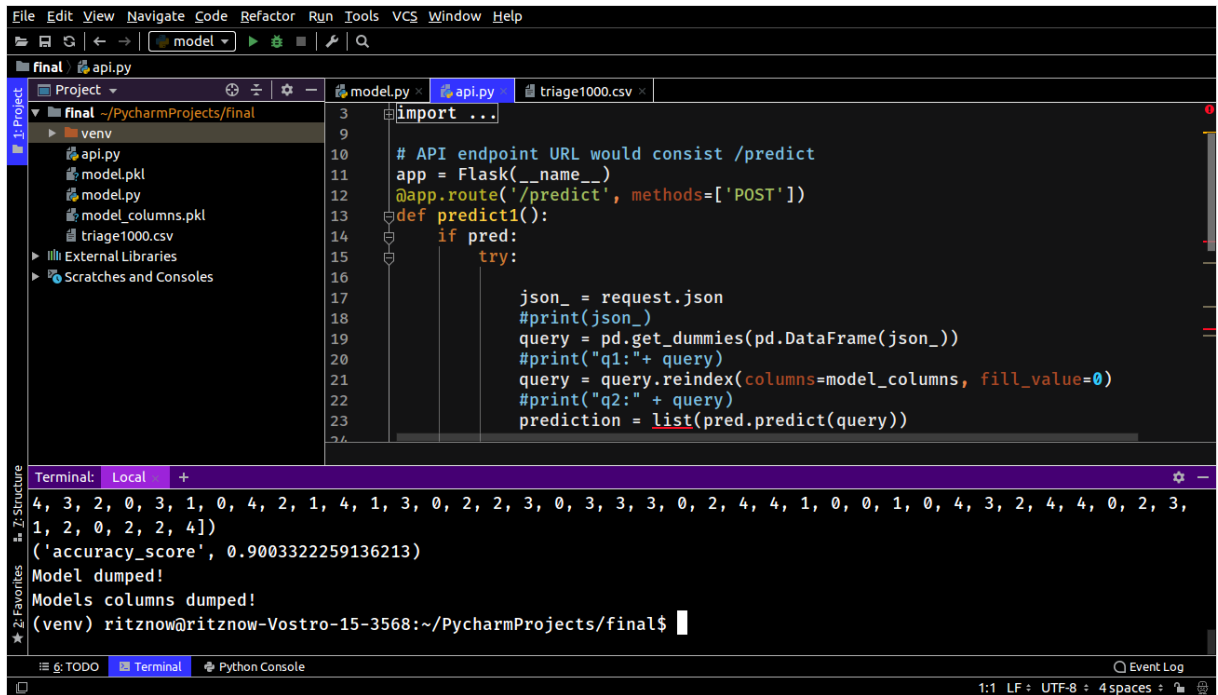 File Edit View Navigate Code Refactor Run Tools VCS Window Help
model
final api.py
1: Project
Project
model.py × api.py × triage1000.csv ×
final ~/PycharmProjects/final
venv
api.py
model.pkl
model.py
model_columns.pkl
triage1000.csv
External Libraries
Scratches and Consoles
3 import ...
9
10 # API endpoint URL would consist /predict
11 app = Flask(__name__)
12 @app.route('/predict', methods=['POST'])
13 def predict1():
14 if pred:
15 try:
16
17 json_ = request.json
18 #print(json_)
19 query = pd.get_dummies(pd.DataFrame(json_))
20 #print("q1:"+ query)
21 query = query.reindex(columns=model_columns, fill_value=0)
22 #print("q2:" + query)
23 prediction = list(pred.predict(query))
24
7: Structure
2: Favorites
Terminal: Local × +
4, 3, 2, 0, 3, 1, 0, 4, 2, 1, 4, 1, 3, 0, 2, 2, 3, 0, 3, 3, 3, 0, 2, 4, 4, 1, 0, 0, 1, 0, 4, 3, 2, 4, 4, 0, 2, 3,
1, 2, 0, 2, 2, 4])
('accuracy_score', 0.9003322259136213)
Model dumped!
Models columns dumped!
(venv) ritznow@ritznow-Vostro-15-3568:~/PycharmProjects/final$
6: TODO Terminal Python Console Event Log
1:1 LF UTF-8 4 spaces